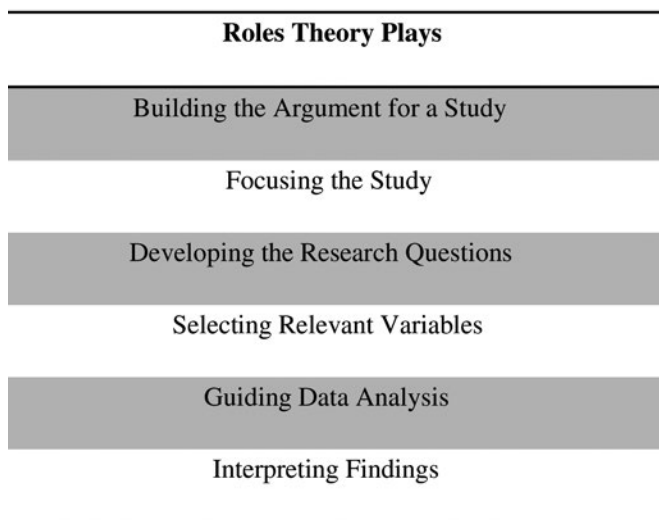 Roles Theory Plays
Building the Argument for a Study
Focusing the Study
Developing the Research Questions
Selecting Relevant Variables
Guiding Data Analysis
Interpreting Findings